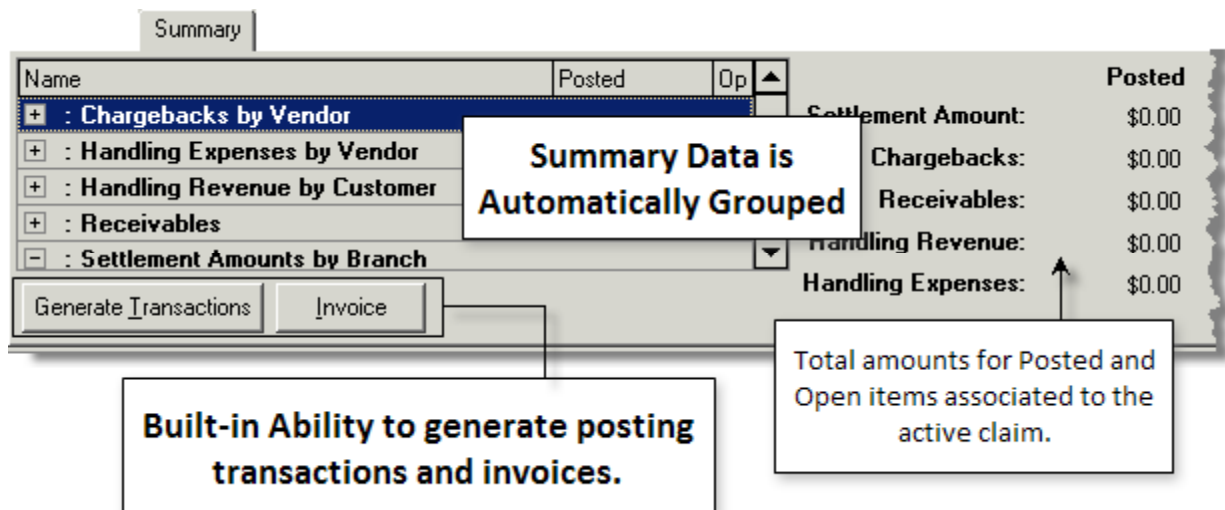 Summary
Name Posted Op
: Chargebacks by Vendor
: Handling Expenses by Vendor
: Handling Revenue by Customer
: Receivables
: Settlement Amounts by Branch
Generate Transactions Invoice
Summary Data is
Automatically Grouped
Posted
Settlement Amount: $0.00
Chargebacks: $0.00
Receivables: $0.00
Handling Revenue: $0.00
Handling Expenses: $0.00
Built-in Ability to generate posting
transactions and invoices.
Total amounts for Posted and
Open items associated to the
active claim.